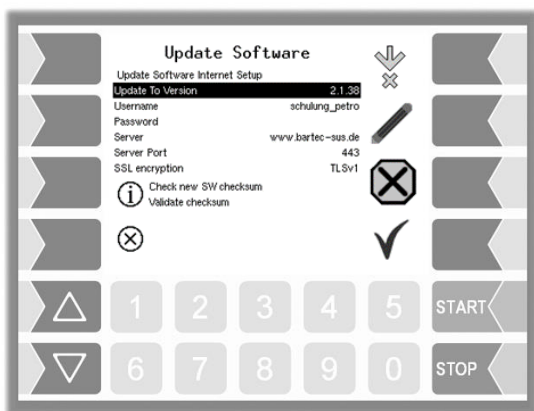 Update Software
Update Software Internet Setup
Update To Version 2.1.38
Username schulung_petro
Password
Server www.bartec-sus.de
Server Port 443
SSL encryption TLSv1
i Check new SW checksum
Validate checksum
1 2 3 4 5 START
6 7 8 9 0 STOP